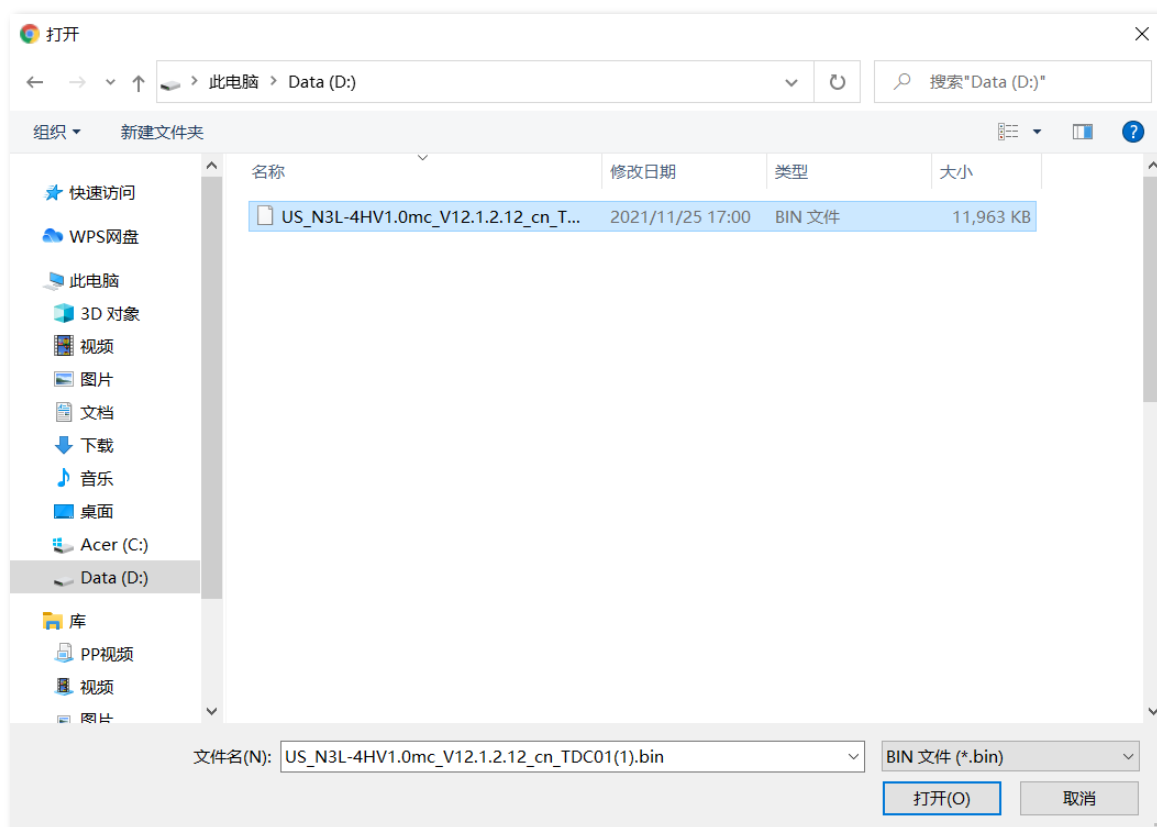 打开
此电脑 > Data (D:)
搜索"Data (D:)"
组织
新建文件夹
名称
修改日期
类型
大小
US_N3L-4HV1.0mc_V12.1.2.12_cn_T... 2021/11/25 17:00 BIN 文件 11,963 KB
快速访问
WPS网盘
此电脑
3D 对象
视频
图片
文档
下载
音乐
桌面
Acer (C:)
Data (D:)
库
PP视频
视频
图片
文件名(N): US_N3L-4HV1.0mc_V12.1.2.12_cn_TDC01(1).bin
BIN 文件 (*.bin)
打开(O)
取消